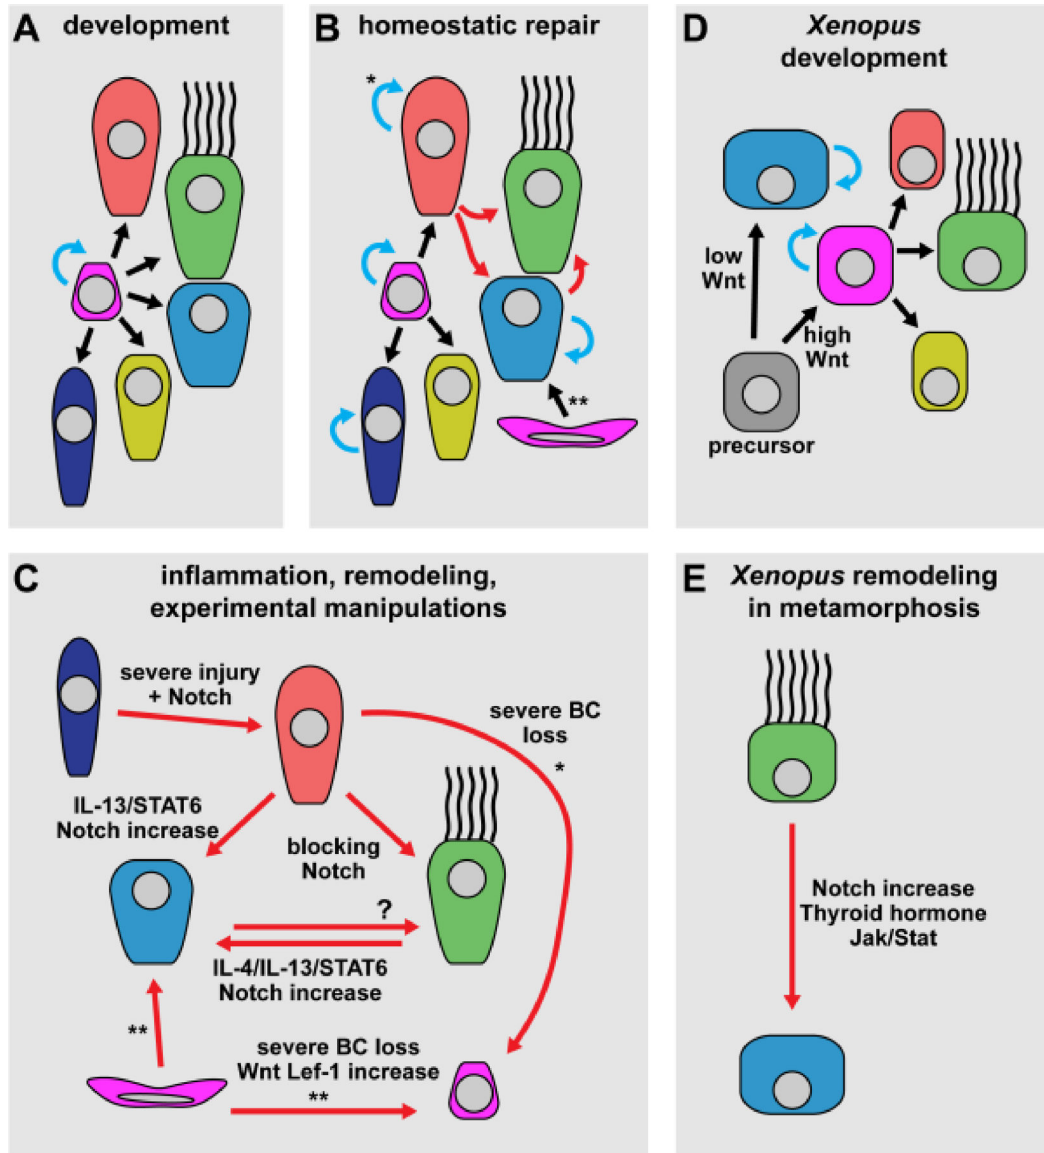 A
development
B
homeostatic repair
*
**
D
Xenopus
development
low
Wnt
high
Wnt
precursor
C
inflammation, remodeling,
experimental manipulations
severe injury
+ Notch
severe BC
loss
*
IL-13/STAT6
Notch increase
blocking
Notch
?
IL-4/IL-13/STAT6
Notch increase
**
severe BC loss
Wnt Lef-1 increase
**
E
Xenopus remodeling
in metamorphosis
Notch increase
Thyroid hormone
Jak/Stat